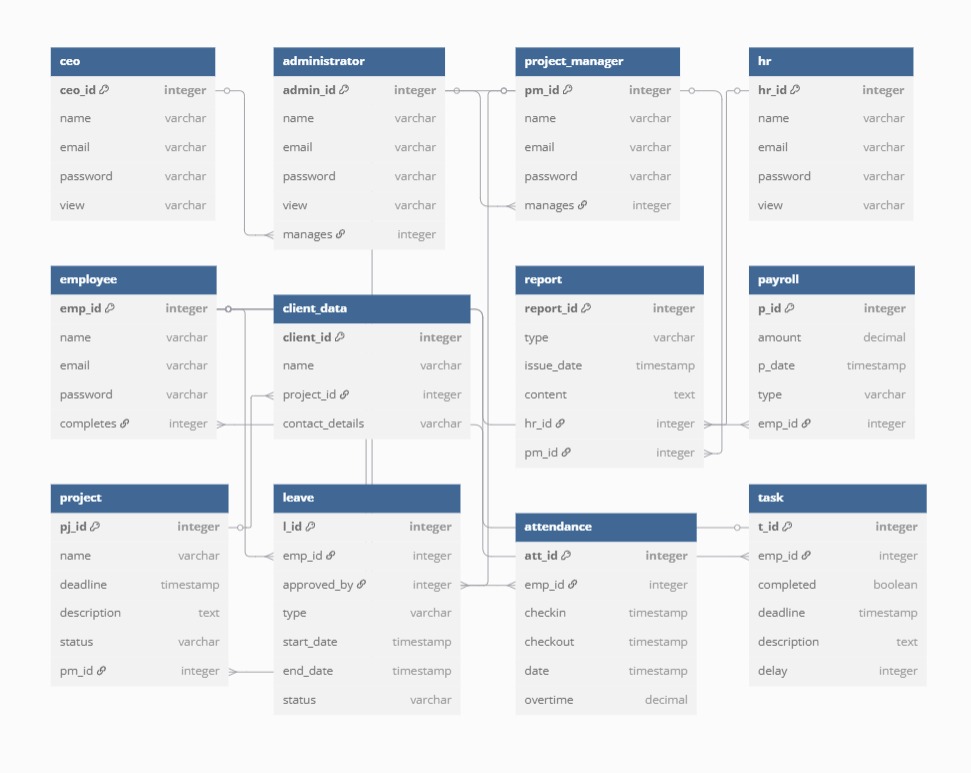 ceo
ceo_id integer
name varchar
email varchar
password varchar
view varchar
administrator
admin_id integer
name varchar
email varchar
password varchar
view varchar
manages integer
project_manager
pm_id integer
name varchar
email varchar
password varchar
manages integer
hr
hr_id integer
name varchar
email varchar
password varchar
view varchar
employee
emp_id integer
name varchar
email varchar
password varchar
completes integer
client_data
client_id integer
name varchar
project_id integer
contact_details varchar
report
report_id integer
type varchar
issue_date timestamp
content text
hr_id integer
pm_id integer
payroll
p_id integer
amount decimal
p_date timestamp
type varchar
emp_id integer
project
pj_id integer
name varchar
deadline timestamp
description text
status varchar
pm_id integer
leave
l_id integer
emp_id integer
approved_by integer
type varchar
start_date timestamp
end_date timestamp
status varchar
attendance
att_id integer
emp_id integer
checkin timestamp
checkout timestamp
date timestamp
overtime decimal
task
t_id integer
emp_id integer
completed boolean
deadline timestamp
description text
delay integer